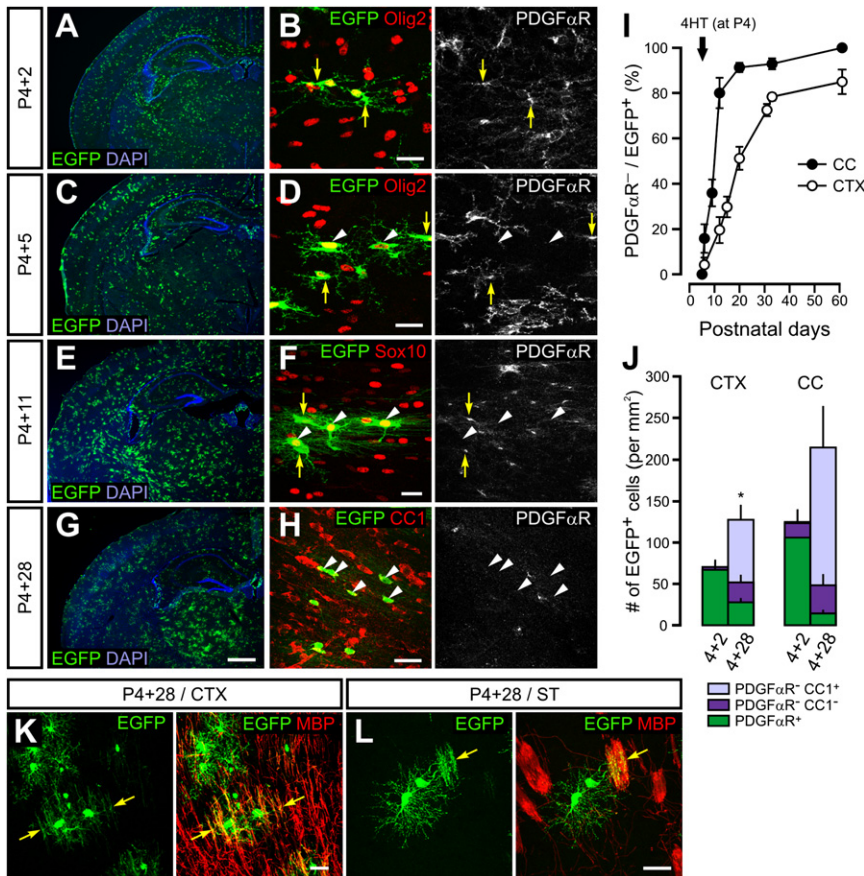 P4+2
A
EGFP DAPI
B
EGFP Olig2
PDGFαR
P4+5
C
EGFP DAPI
D
EGFP Olig2
PDGFαR
P4+11
E
EGFP DAPI
F
EGFP Sox10
PDGFαR
P4+28
G
EGFP DAPI
H
EGFP CC1
PDGFαR
I
4HT (at P4)
PDGFαR− / EGFP+ (%)
100
80
60
40
20
0
CC
CTX
0 10 20 30 40 50 60
Postnatal days
J
CTX CC
# of EGFP+ cells (per mm²)
300
250
200
150
100
50
0
*
4+2
4+28
4+2
4+28
PDGFαR- CC1+
PDGFαR- CC1-
PDGFαR+
P4+28 / CTX
K
EGFP
EGFP MBP
P4+28 / ST
L
EGFP
EGFP MBP